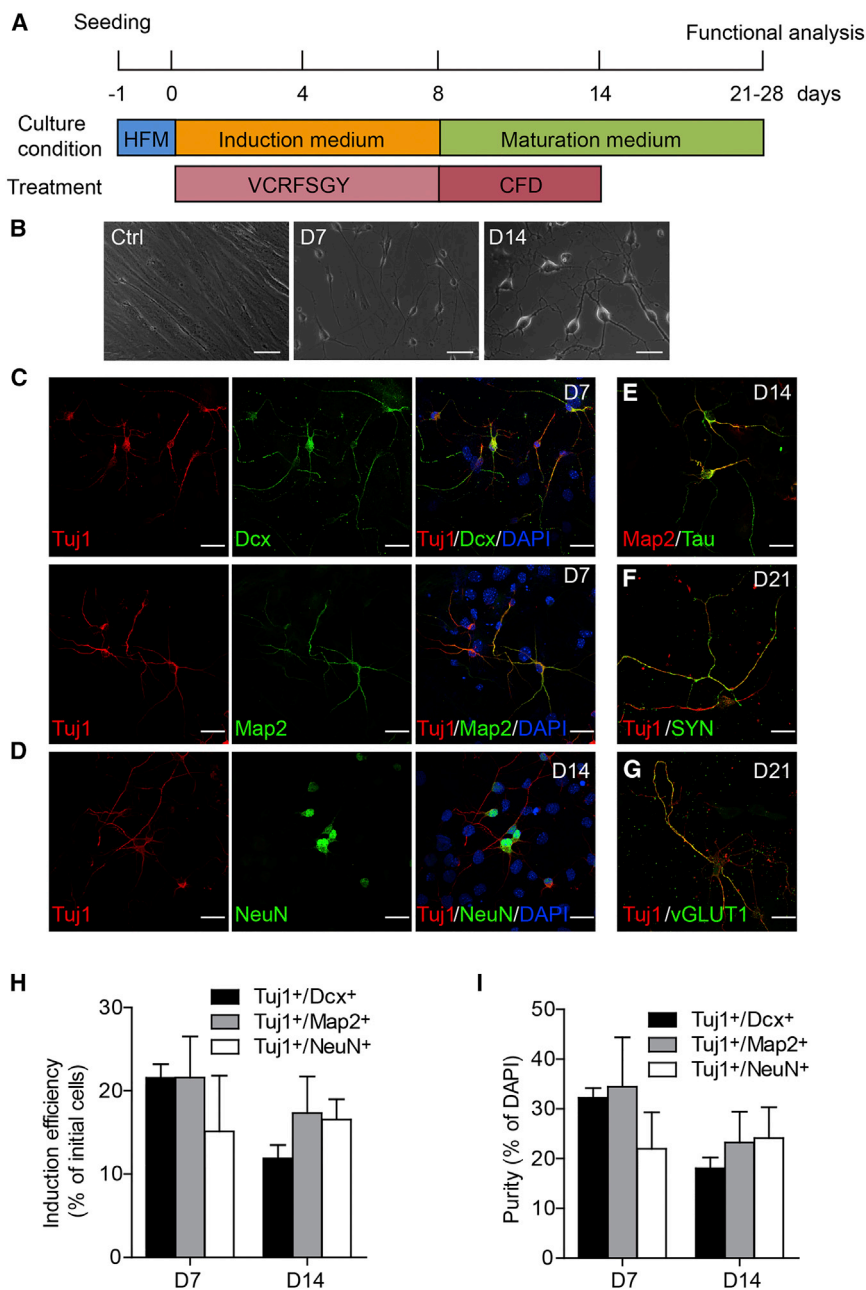 A
Seeding
Functional analysis
-1 0 4 8 14 21-28 days
Culture
condition
HFM Induction medium Maturation medium
Treatment
VCRFSGY CFD
B
Ctrl
D7
D14
C
D7
Tuj1
Dcx
Tuj1/Dcx/DAPI
E
D14
Map2/Tau
D7
Tuj1
Map2
Tuj1/Map2/DAPI
F
D21
Tuj1/SYN
D
D14
Tuj1
NeuN
Tuj1/NeuN/DAPI
G
D21
Tuj1/vGLUT1
H
Tuj1+/Dcx+
Tuj1+/Map2+
Tuj1+/NeuN+
Induction efficiency
(% of initial cells)
30
20
10
0
D7 D14
I
Tuj1+/Dcx+
Tuj1+/Map2+
Tuj1+/NeuN+
Purity (% of DAPI)
50
40
30
20
10
0
D7 D14